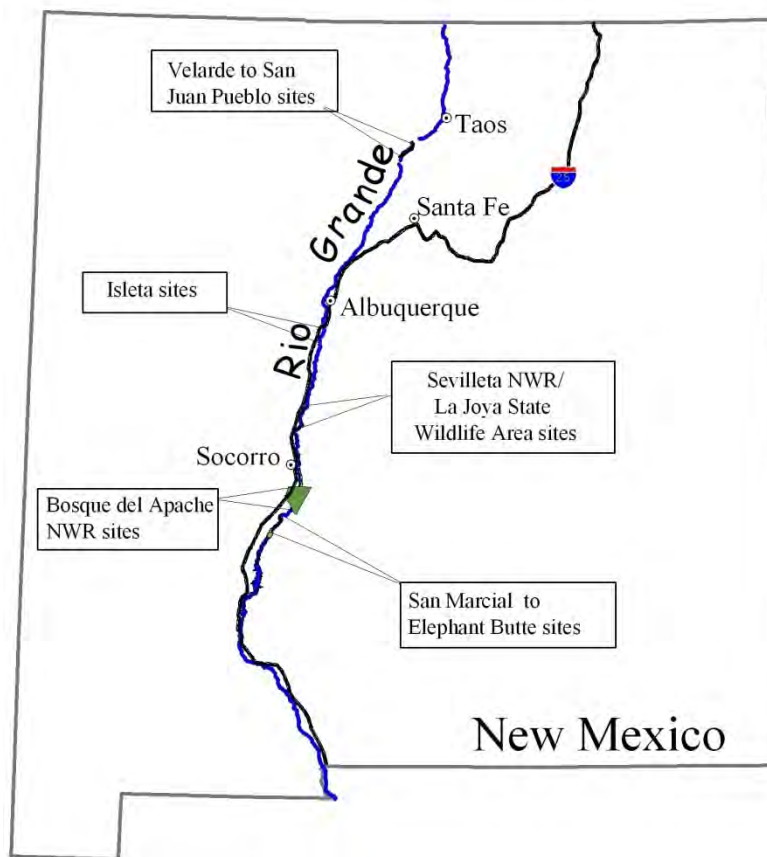 Velarde to San
Juan Pueblo sites
Taos
Rio Grande
25
Santa Fe
Isleta sites
Albuquerque
Sevilleta NWR/
La Joya State
Wildlife Area sites
Socorro
Bosque del Apache
NWR sites
San Marcial to
Elephant Butte sites
New Mexico